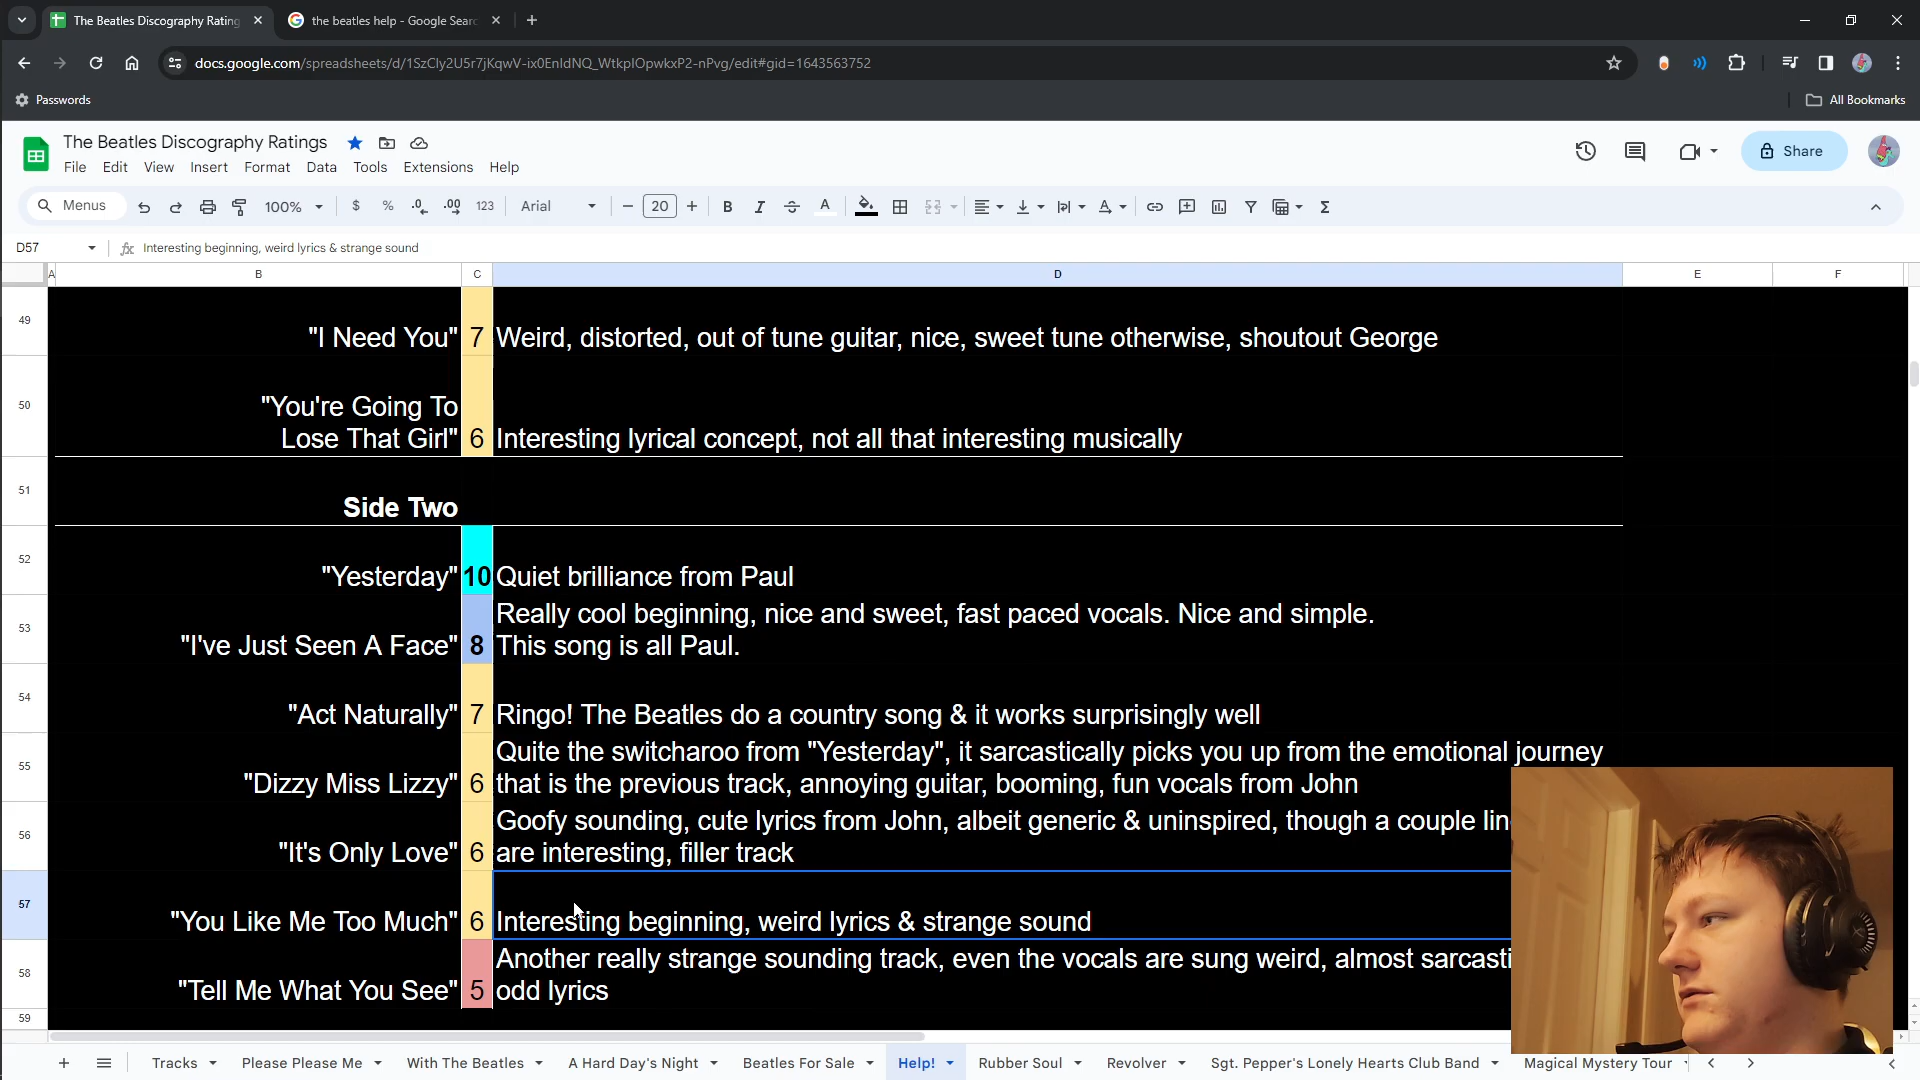 The Beatles Discography Rating
the beatles help - Google Sear
docs.google.com/spreadsheets/d/1SzCly2U5r7jKqwV-ix0EnIdNQ_WtkpIOpwkxP2-nPvg/edit#gid=1643563752
Passwords
All Bookmarks
The Beatles Discography Ratings
File Edit View Insert Format Data Tools Extensions Help
Share
Menus
100%
$ % .0 .00 123
Arial
20
B I A
D57
fx Interesting beginning, weird lyrics & strange sound
A B C D E F
49 "I Need You" 7 Weird, distorted, out of tune guitar, nice, sweet tune otherwise, shoutout George
"You're Going To
50 Lose That Girl" 6 Interesting lyrical concept, not all that interesting musically
51 Side Two
52 "Yesterday" 10 Quiet brilliance from Paul
Really cool beginning, nice and sweet, fast paced vocals. Nice and simple.
53 "I've Just Seen A Face" 8 This song is all Paul.
54 "Act Naturally" 7 Ringo! The Beatles do a country song & it works surprisingly well
Quite the switcharoo from "Yesterday", it sarcastically picks you up from the emotional journey
55 "Dizzy Miss Lizzy" 6 that is the previous track, annoying guitar, booming, fun vocals from John
Goofy sounding, cute lyrics from John, albeit generic & uninspired, though a couple lin
56 "It's Only Love" 6 are interesting, filler track
57 "You Like Me Too Much" 6 Interesting beginning, weird lyrics & strange sound
Another really strange sounding track, even the vocals are sung weird, almost sarcasti
58 "Tell Me What You See" 5 odd lyrics
59
Tracks Please Please Me With The Beatles A Hard Day's Night Beatles For Sale Help! Rubber Soul Revolver Sgt. Pepper's Lonely Hearts Club Band Magical Mystery Tour